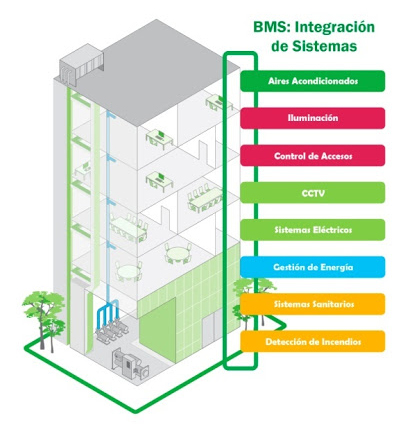 BMS: Integración
de Sistemas
Aires Acondicionados
Iluminación
Control de Accesos
CCTV
Sistemas Eléctricos
Gestión de Energía
Sistemas Sanitarios
Detección de Incendios